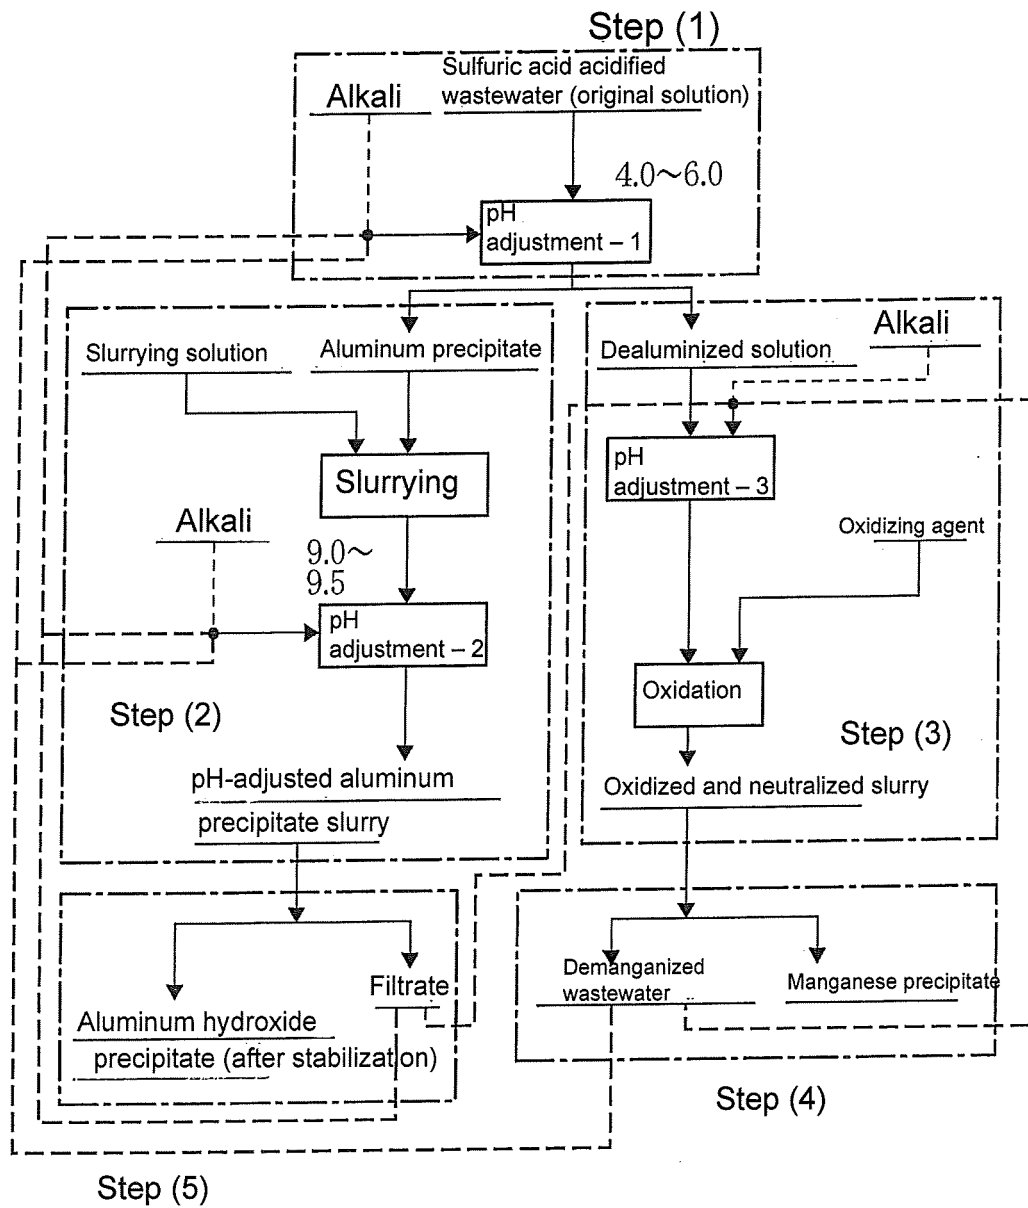 Step (1)
Sulfuric acid acidified
wastewater (original solution)
Alkali
4.0~6.0
pH
adjustment – 1
Slurrying solution
Aluminum precipitate
Slurrying
Alkali
9.0~
9.5
pH
adjustment – 2
Step (2)
pH-adjusted aluminum
precipitate slurry
Dealuminized solution
Alkali
pH
adjustment – 3
Oxidizing agent
Oxidation
Step (3)
Oxidized and neutralized slurry
Filtrate
Aluminum hydroxide
precipitate (after stabilization)
Step (5)
Demanganized
wastewater
Manganese precipitate
Step (4)